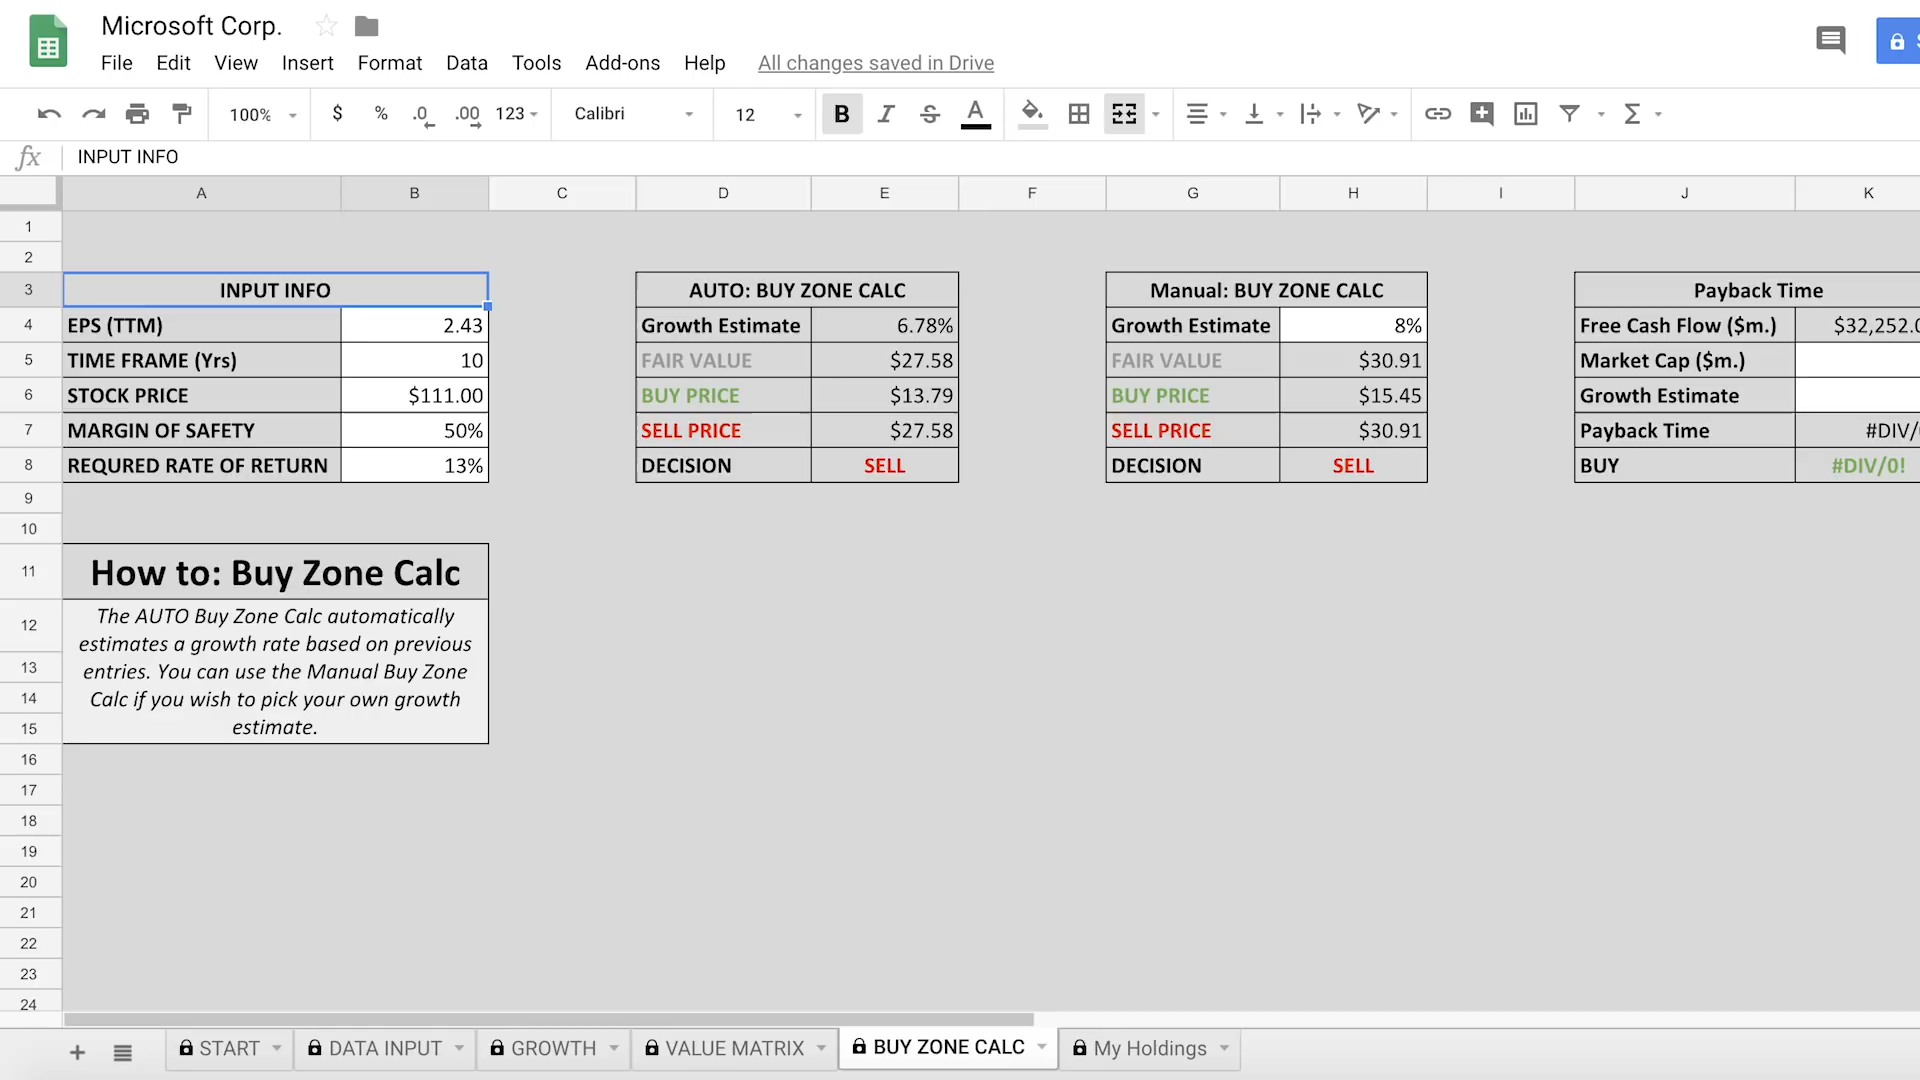 Microsoft Corp.
File Edit View Insert Format Data Tools Add-ons Help All changes saved in Drive
100% $ % .0 .00 123 Calibri 12 B I S A Σ
fx INPUT INFO
A B C D E F G H I J K
1
2
3 INPUT INFO AUTO: BUY ZONE CALC Manual: BUY ZONE CALC Payback Time
4 EPS (TTM) 2.43 Growth Estimate 6.78% Growth Estimate 8% Free Cash Flow ($m.) $32,252.0
5 TIME FRAME (Yrs) 10 FAIR VALUE $27.58 FAIR VALUE $30.91 Market Cap ($m.)
6 STOCK PRICE $111.00 BUY PRICE $13.79 BUY PRICE $15.45 Growth Estimate
7 MARGIN OF SAFETY 50% SELL PRICE $27.58 SELL PRICE $30.91 Payback Time #DIV/
8 REQURED RATE OF RETURN 13% DECISION SELL DECISION SELL BUY #DIV/0!
9
10
11 How to: Buy Zone Calc
12 The AUTO Buy Zone Calc automatically
estimates a growth rate based on previous
13 entries. You can use the Manual Buy Zone
14 Calc if you wish to pick your own growth
15 estimate.
16
17
18
19
20
21
22
23
24
+ START DATA INPUT GROWTH VALUE MATRIX BUY ZONE CALC My Holdings